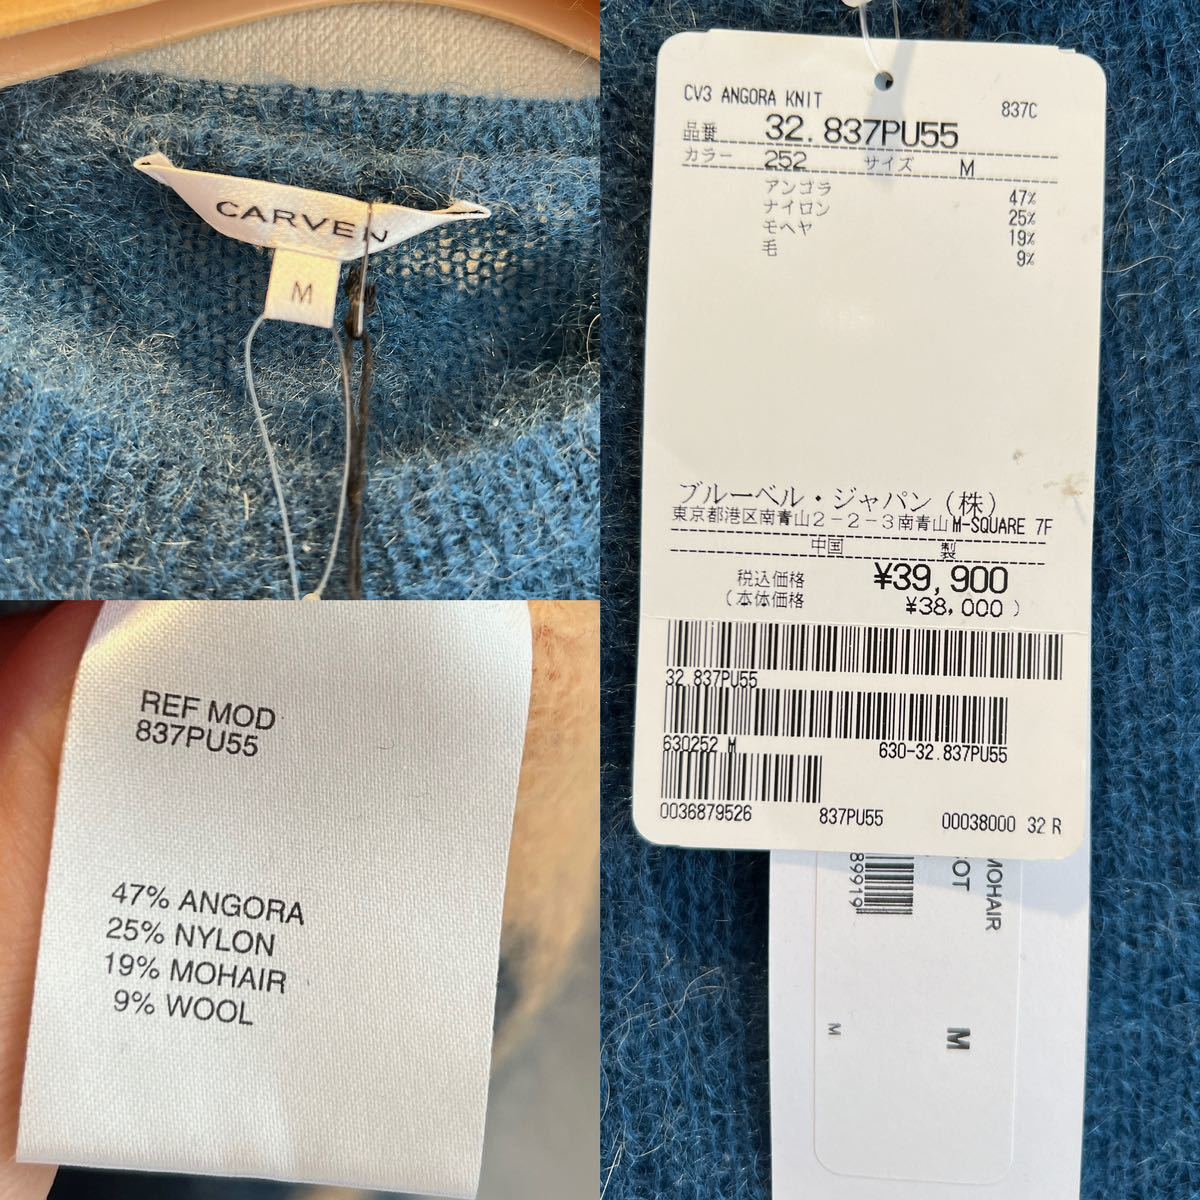 CARVEN
M
REF MOD
837PU55
47% ANGORA
25% NYLON
19% MOHAIR
9% WOOL
CV3 ANGORA KNIT 837C
品番 32.837PU55
カラー 252 サイズ M
アンゴラ 47%
ナイロン 25%
モヘヤ 19%
毛 9%
ブルーベル・ジャパン（株）
東京都港区南青山2-2-3南青山M-SQUARE 7F
中国 製
税込価格 ¥39,900
(本体価格 ¥38,000)
32.837PU55
630252 M 630-32.837PU55
0036879526 837PU55 00038000 32 R
MOHAIR
COT
89919
M
M